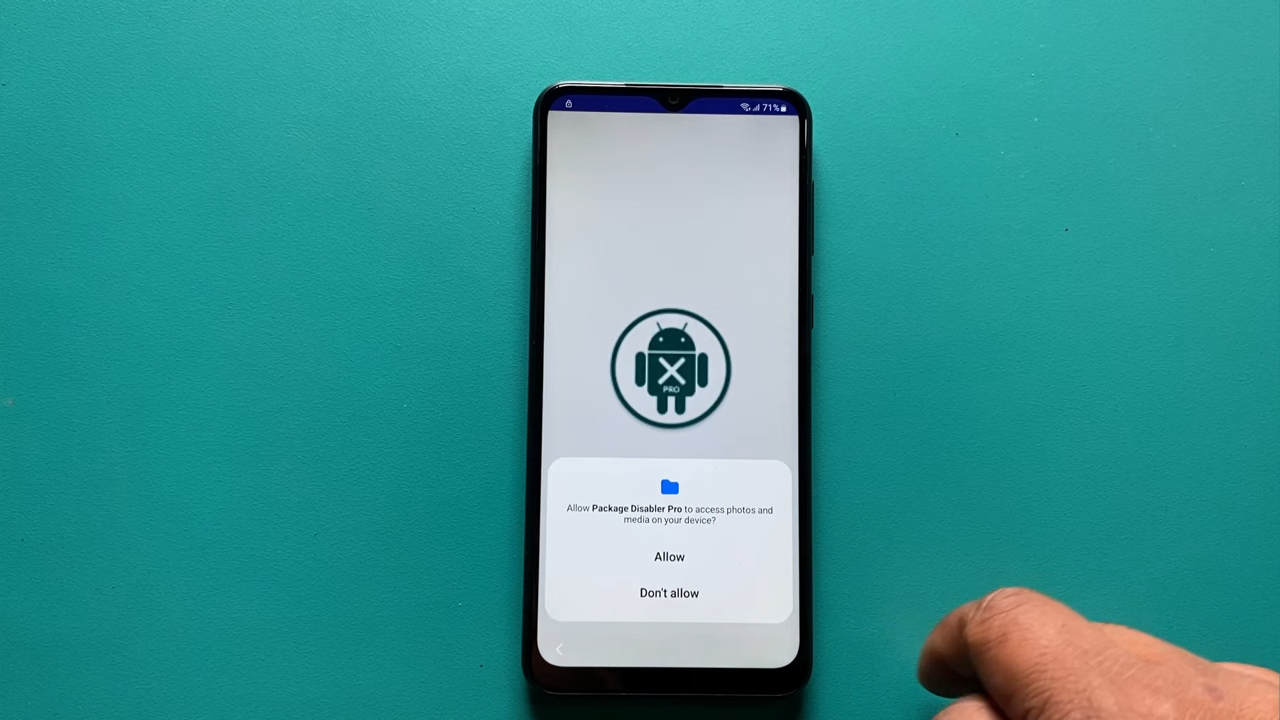 71%
PRO
Allow Package Disabler Pro to access photos and
media on your device?
Allow
Don't allow